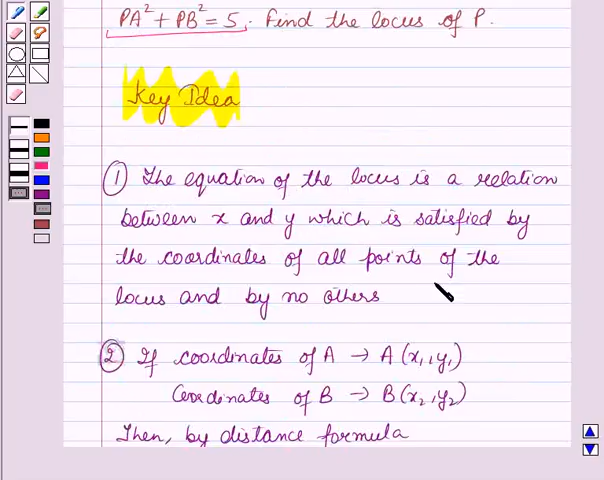 PA² + PB² = 5. Find the locus of P.
Key Idea
① The equation of the locus is a relation
between x and y which is satisfied by
the coordinates of all points of the
locus and by no others
② If coordinates of A → A(x₁,y₁)
Coordinates of B → B(x₂,y₂)
Then, by distance formula